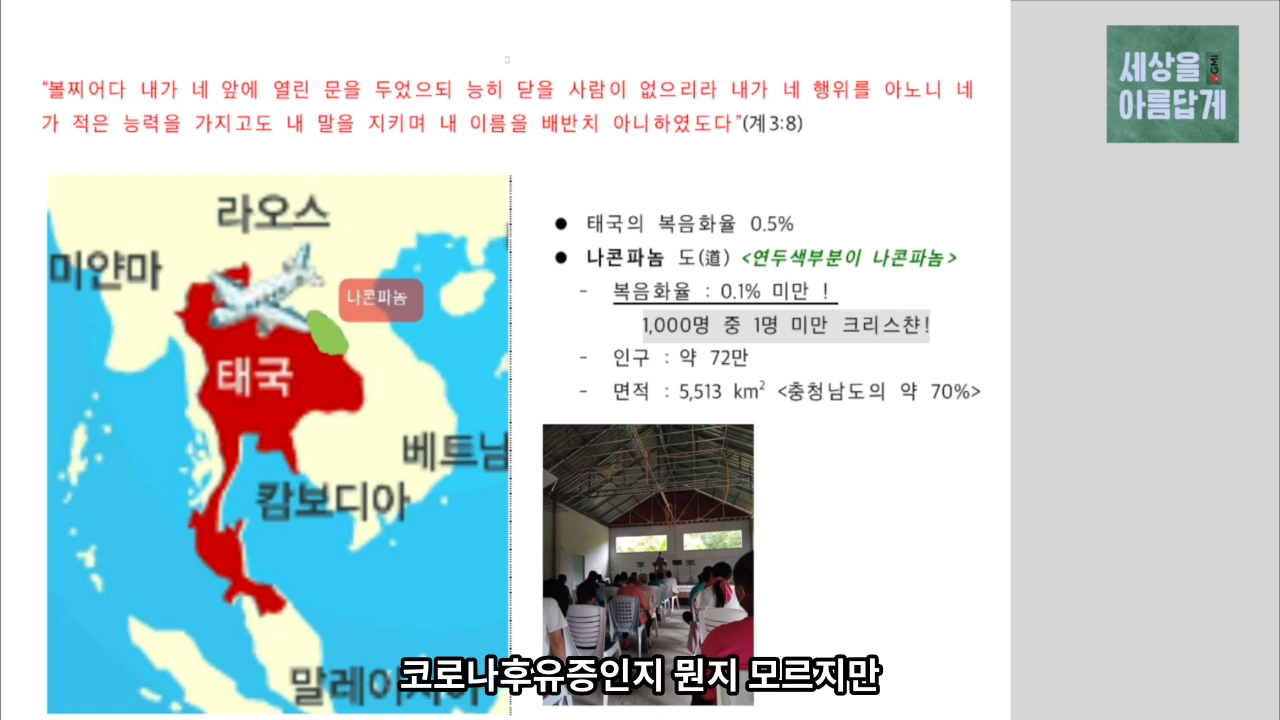 “볼찌어다 내가 네 앞에 열린 문을 두었으되 능히 닫을 사람이 없으리라 내가 네 행위를 아노니 네
가 적은 능력을 가지고도 내 말을 지키며 내 이름을 배반치 아니하였도다”(계3:8)
세상을
GMI
아름답게
라오스
미얀마
나콘파놈
태국
베트남
캄보디아
● 태국의 복음화율 0.5%
● 나콘파놈 도(道) <연두색부분이 나콘파놈>
- 복음화율 : 0.1% 미만 !
1,000명 중 1명 미만 크리스챤!
- 인구 : 약 72만
- 면적 : 5,513 km² <충청남도의 약 70%>
말레이시아
코로나후유증인지 뭔지 모르지만